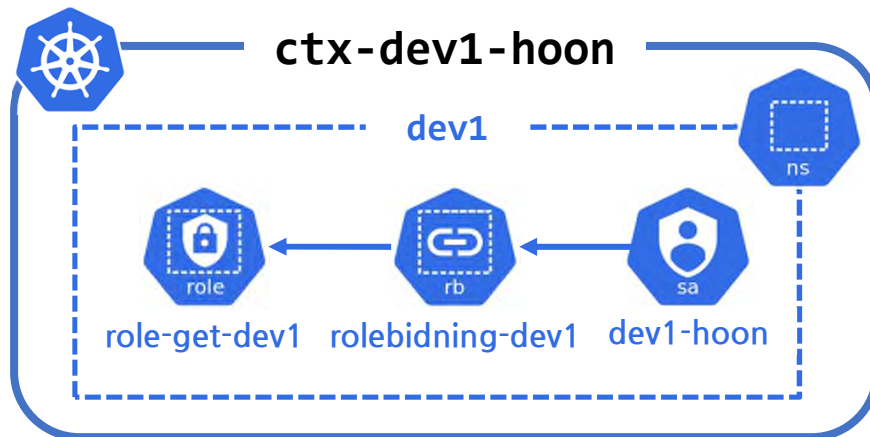 ctx-dev1-hoon
dev1
ns
role
rb
sa
role-get-dev1
rolebidning-dev1
dev1-hoon